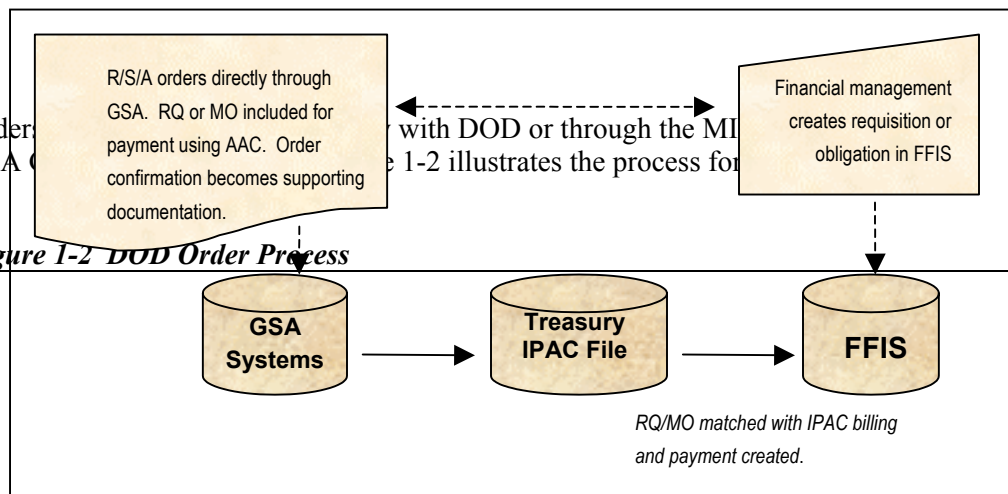 R/S/A orders directly through
GSA. RQ or MO included for
payment using AAC. Order
confirmation becomes supporting
documentation.
Financial management
creates requisition or
obligation in FFIS
with DOD or through the
1-2 illustrates the process for
1-2 DOD Order Process
GSA
Systems
Treasury
IPAC File
FFIS
RQ/MO matched with IPAC billing
and payment created.